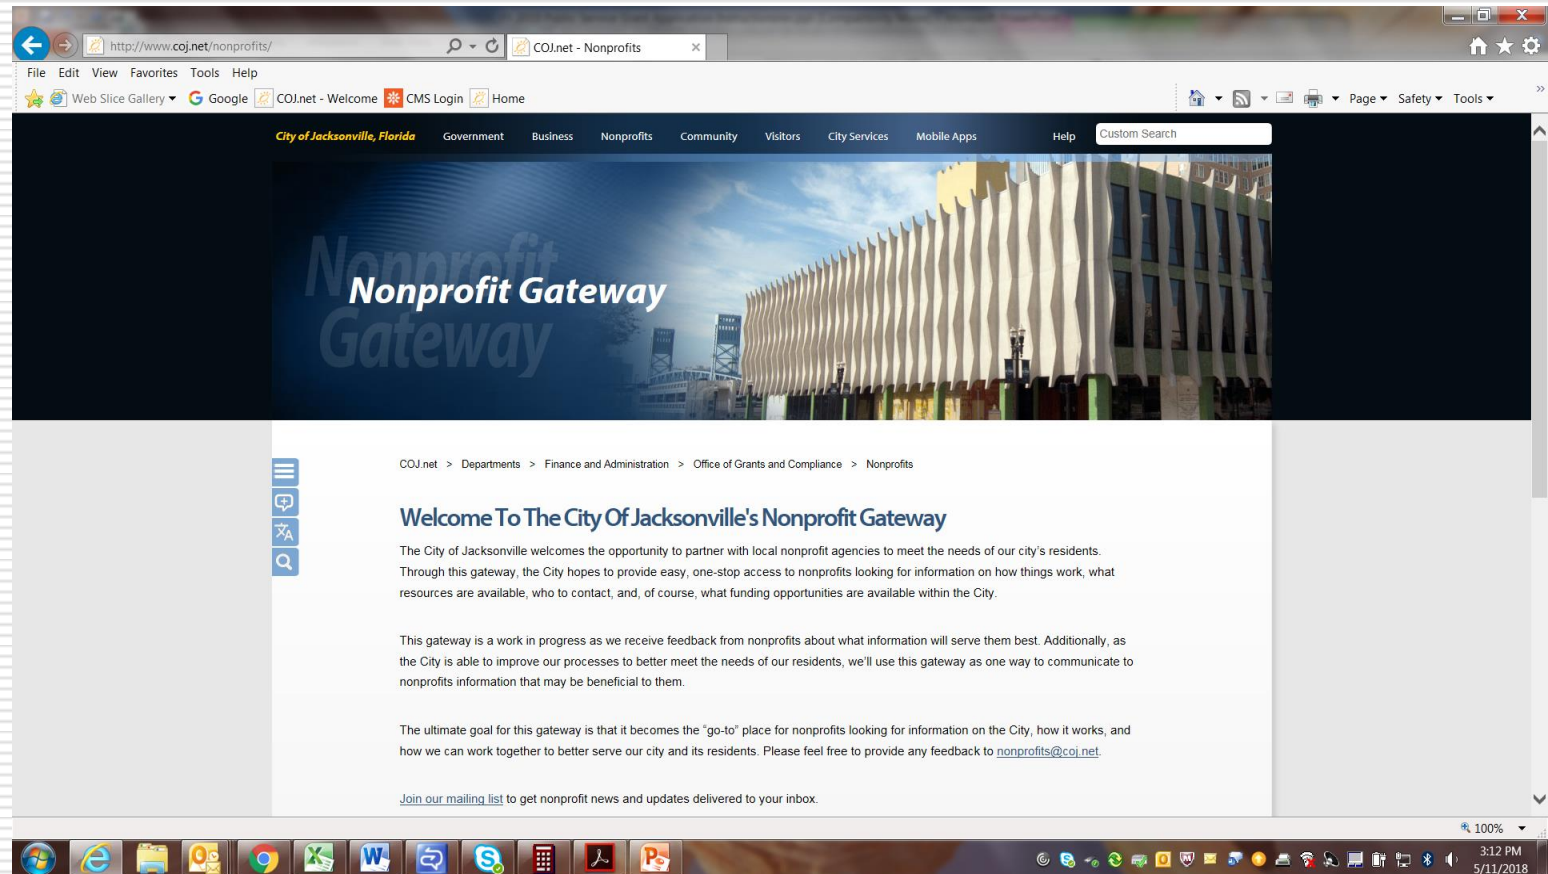 http://www.coj.net/nonprofits/
COJ.net - Nonprofits
File Edit View Favorites Tools Help
Web Slice Gallery Google COJ.net - Welcome CMS Login Home
Page Safety Tools
City of Jacksonville, Florida Government Business Nonprofits Community Visitors City Services Mobile Apps Help Custom Search
Nonprofit Gateway
Nonprofit
Gateway
COJ.net > Departments > Finance and Administration > Office of Grants and Compliance > Nonprofits
Welcome To The City Of Jacksonville's Nonprofit Gateway
The City of Jacksonville welcomes the opportunity to partner with local nonprofit agencies to meet the needs of our city's residents.
Through this gateway, the City hopes to provide easy, one-stop access to nonprofits looking for information on how things work, what
resources are available, who to contact, and, of course, what funding opportunities are available within the City.
This gateway is a work in progress as we receive feedback from nonprofits about what information will serve them best. Additionally, as
the City is able to improve our processes to better meet the needs of our residents, we'll use this gateway as one way to communicate to
nonprofits information that may be beneficial to them.
The ultimate goal for this gateway is that it becomes the "go-to" place for nonprofits looking for information on the City, how it works, and
how we can work together to better serve our city and its residents. Please feel free to provide any feedback to nonprofits@coj.net.
Join our mailing list to get nonprofit news and updates delivered to your inbox.
100%
3:12 PM
5/11/2018